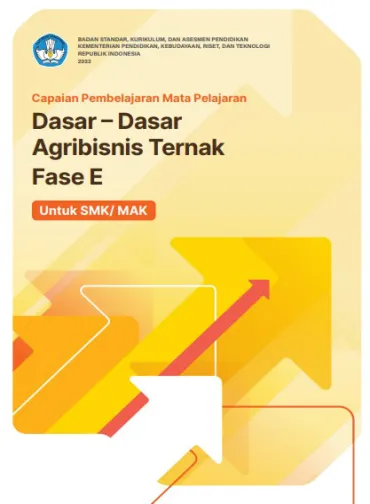 BADAN STANDAR, KURIKULUM, DAN ASESMEN PENDIDIKAN
KEMENTERIAN PENDIDIKAN, KEBUDAYAAN, RISET, DAN TEKNOLOGI
REPUBLIK INDONESIA
2022
Capaian Pembelajaran Mata Pelajaran
Dasar – Dasar
Agribisnis Ternak
Fase E
Untuk SMK/ MAK